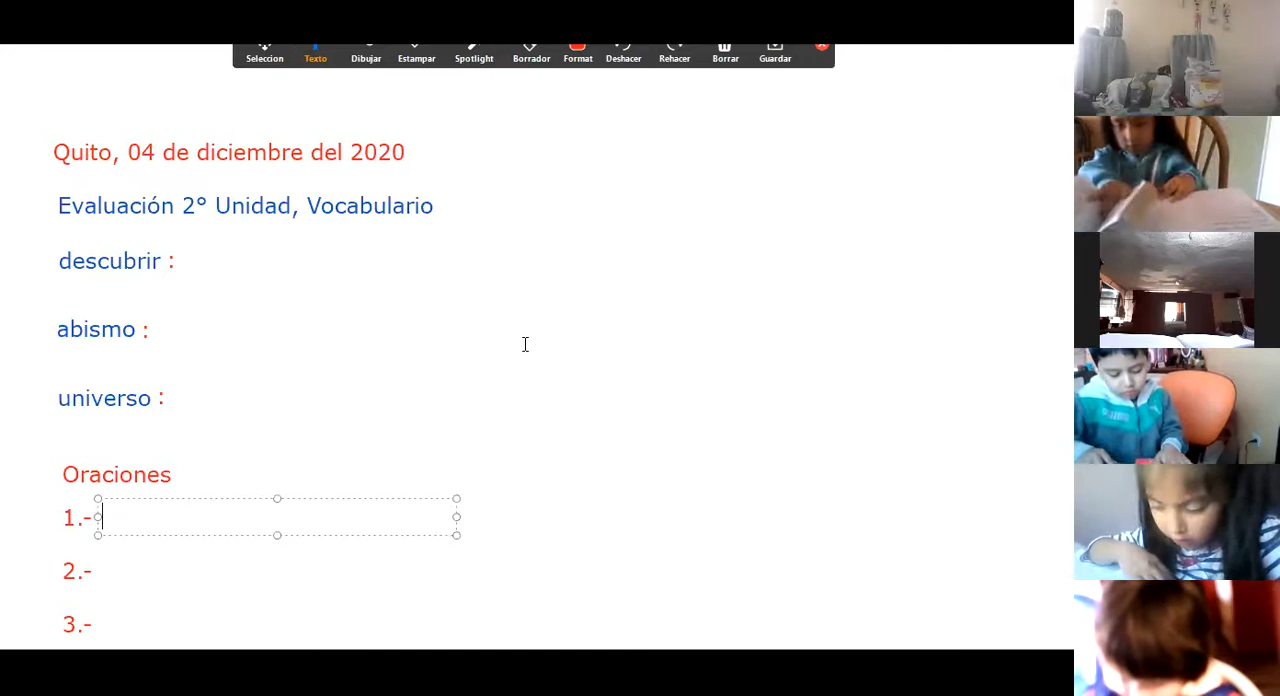 Seleccion Texto Dibujar Estampar Spotlight Borrador Format Deshacer Rehacer Borrar Guardar
Quito, 04 de diciembre del 2020
Evaluación 2° Unidad, Vocabulario
descubrir :
abismo :
universo :
Oraciones
1.-
2.-
3.-